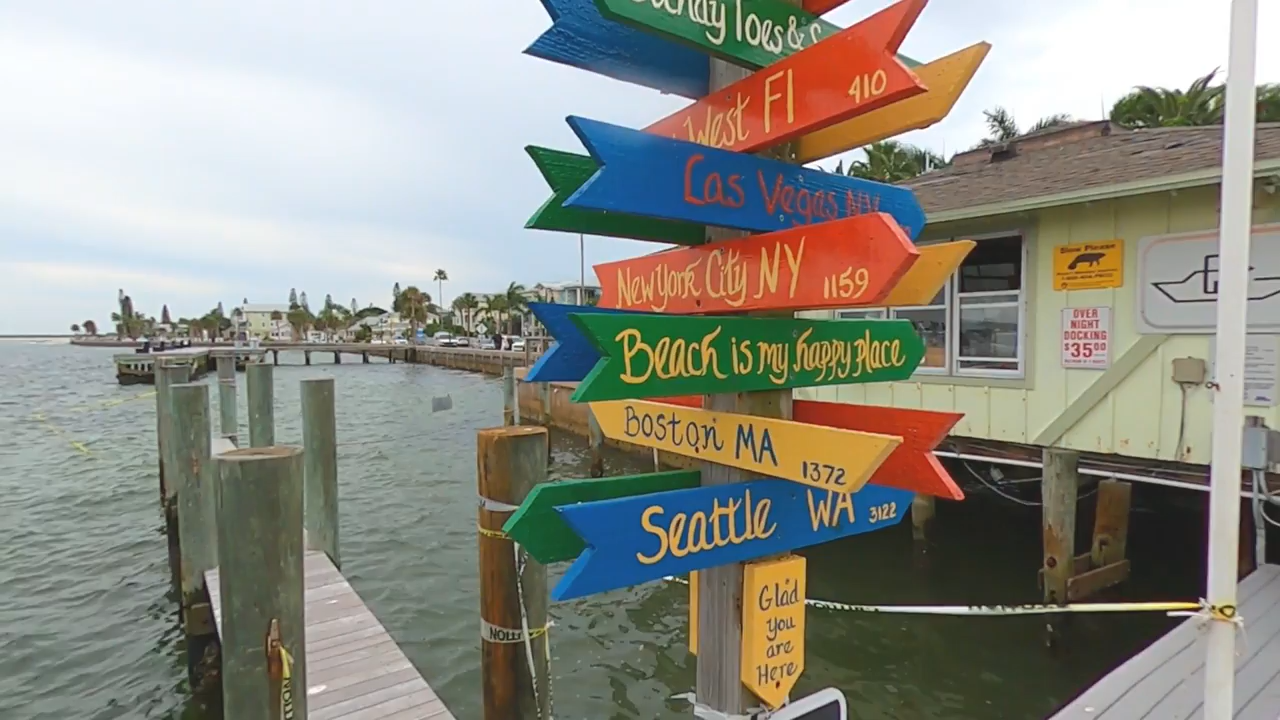 Toes &
West Fl 410
Las Vegas NV
New York City NY 1159
Beach is my happy place
Boston MA 1372
Seattle WA 3122
Glad
you
are
Here
Slow Please
OVER
NIGHT
DOCKING
$35.00